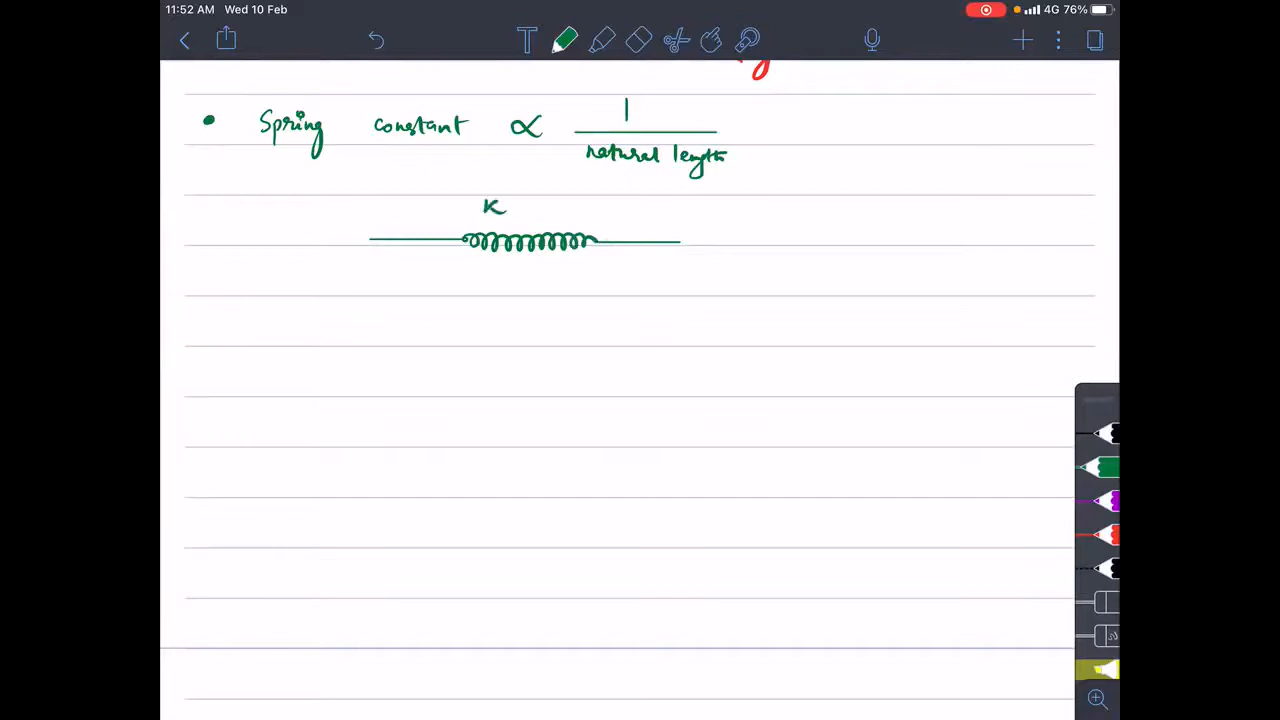 11:52 AM Wed 10 Feb
4G 76%
• Spring constant ∝ 1
natural length
K